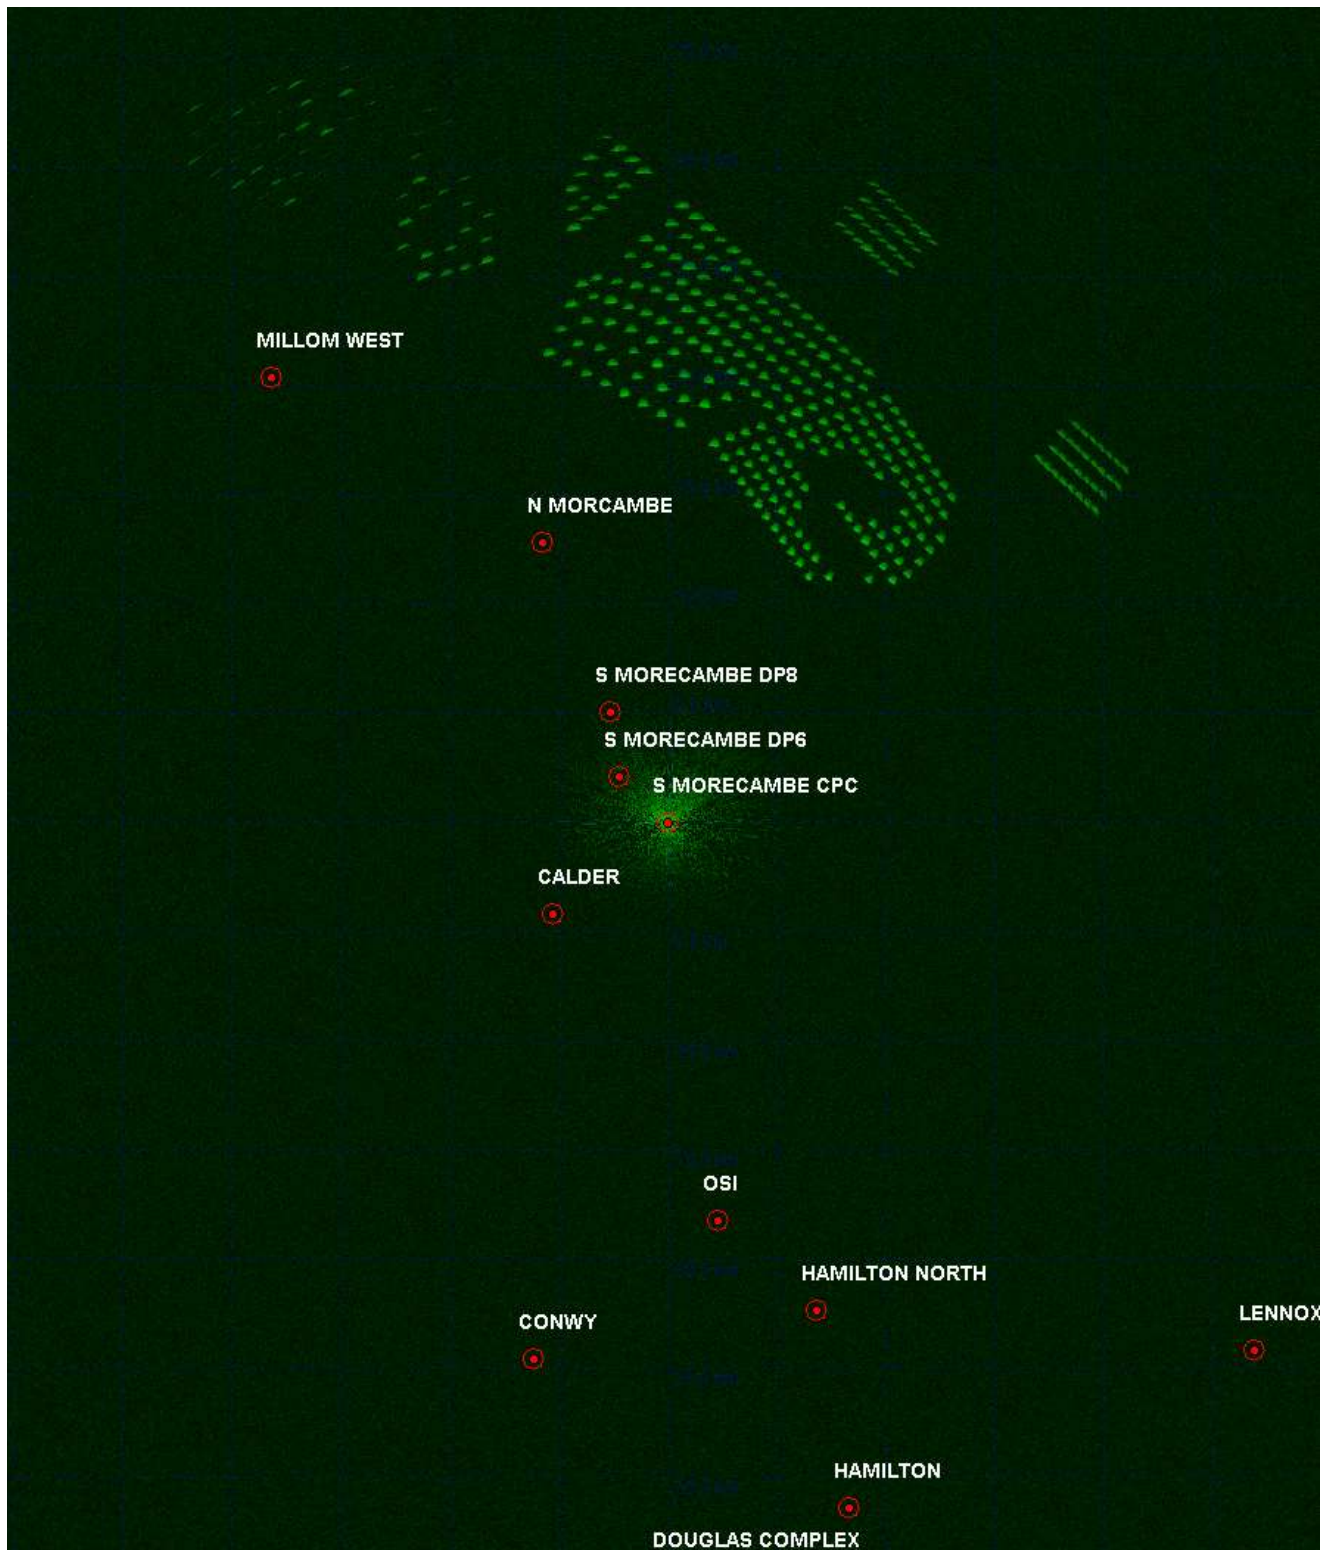 MILLOM WEST
N MORCAMBE
S MORECAMBE DP8
S MORECAMBE DP6
S MORECAMBE CPC
CALDER
OSI
HAMILTON NORTH
CONWY
LENNOX
HAMILTON
DOUGLAS COMPLEX